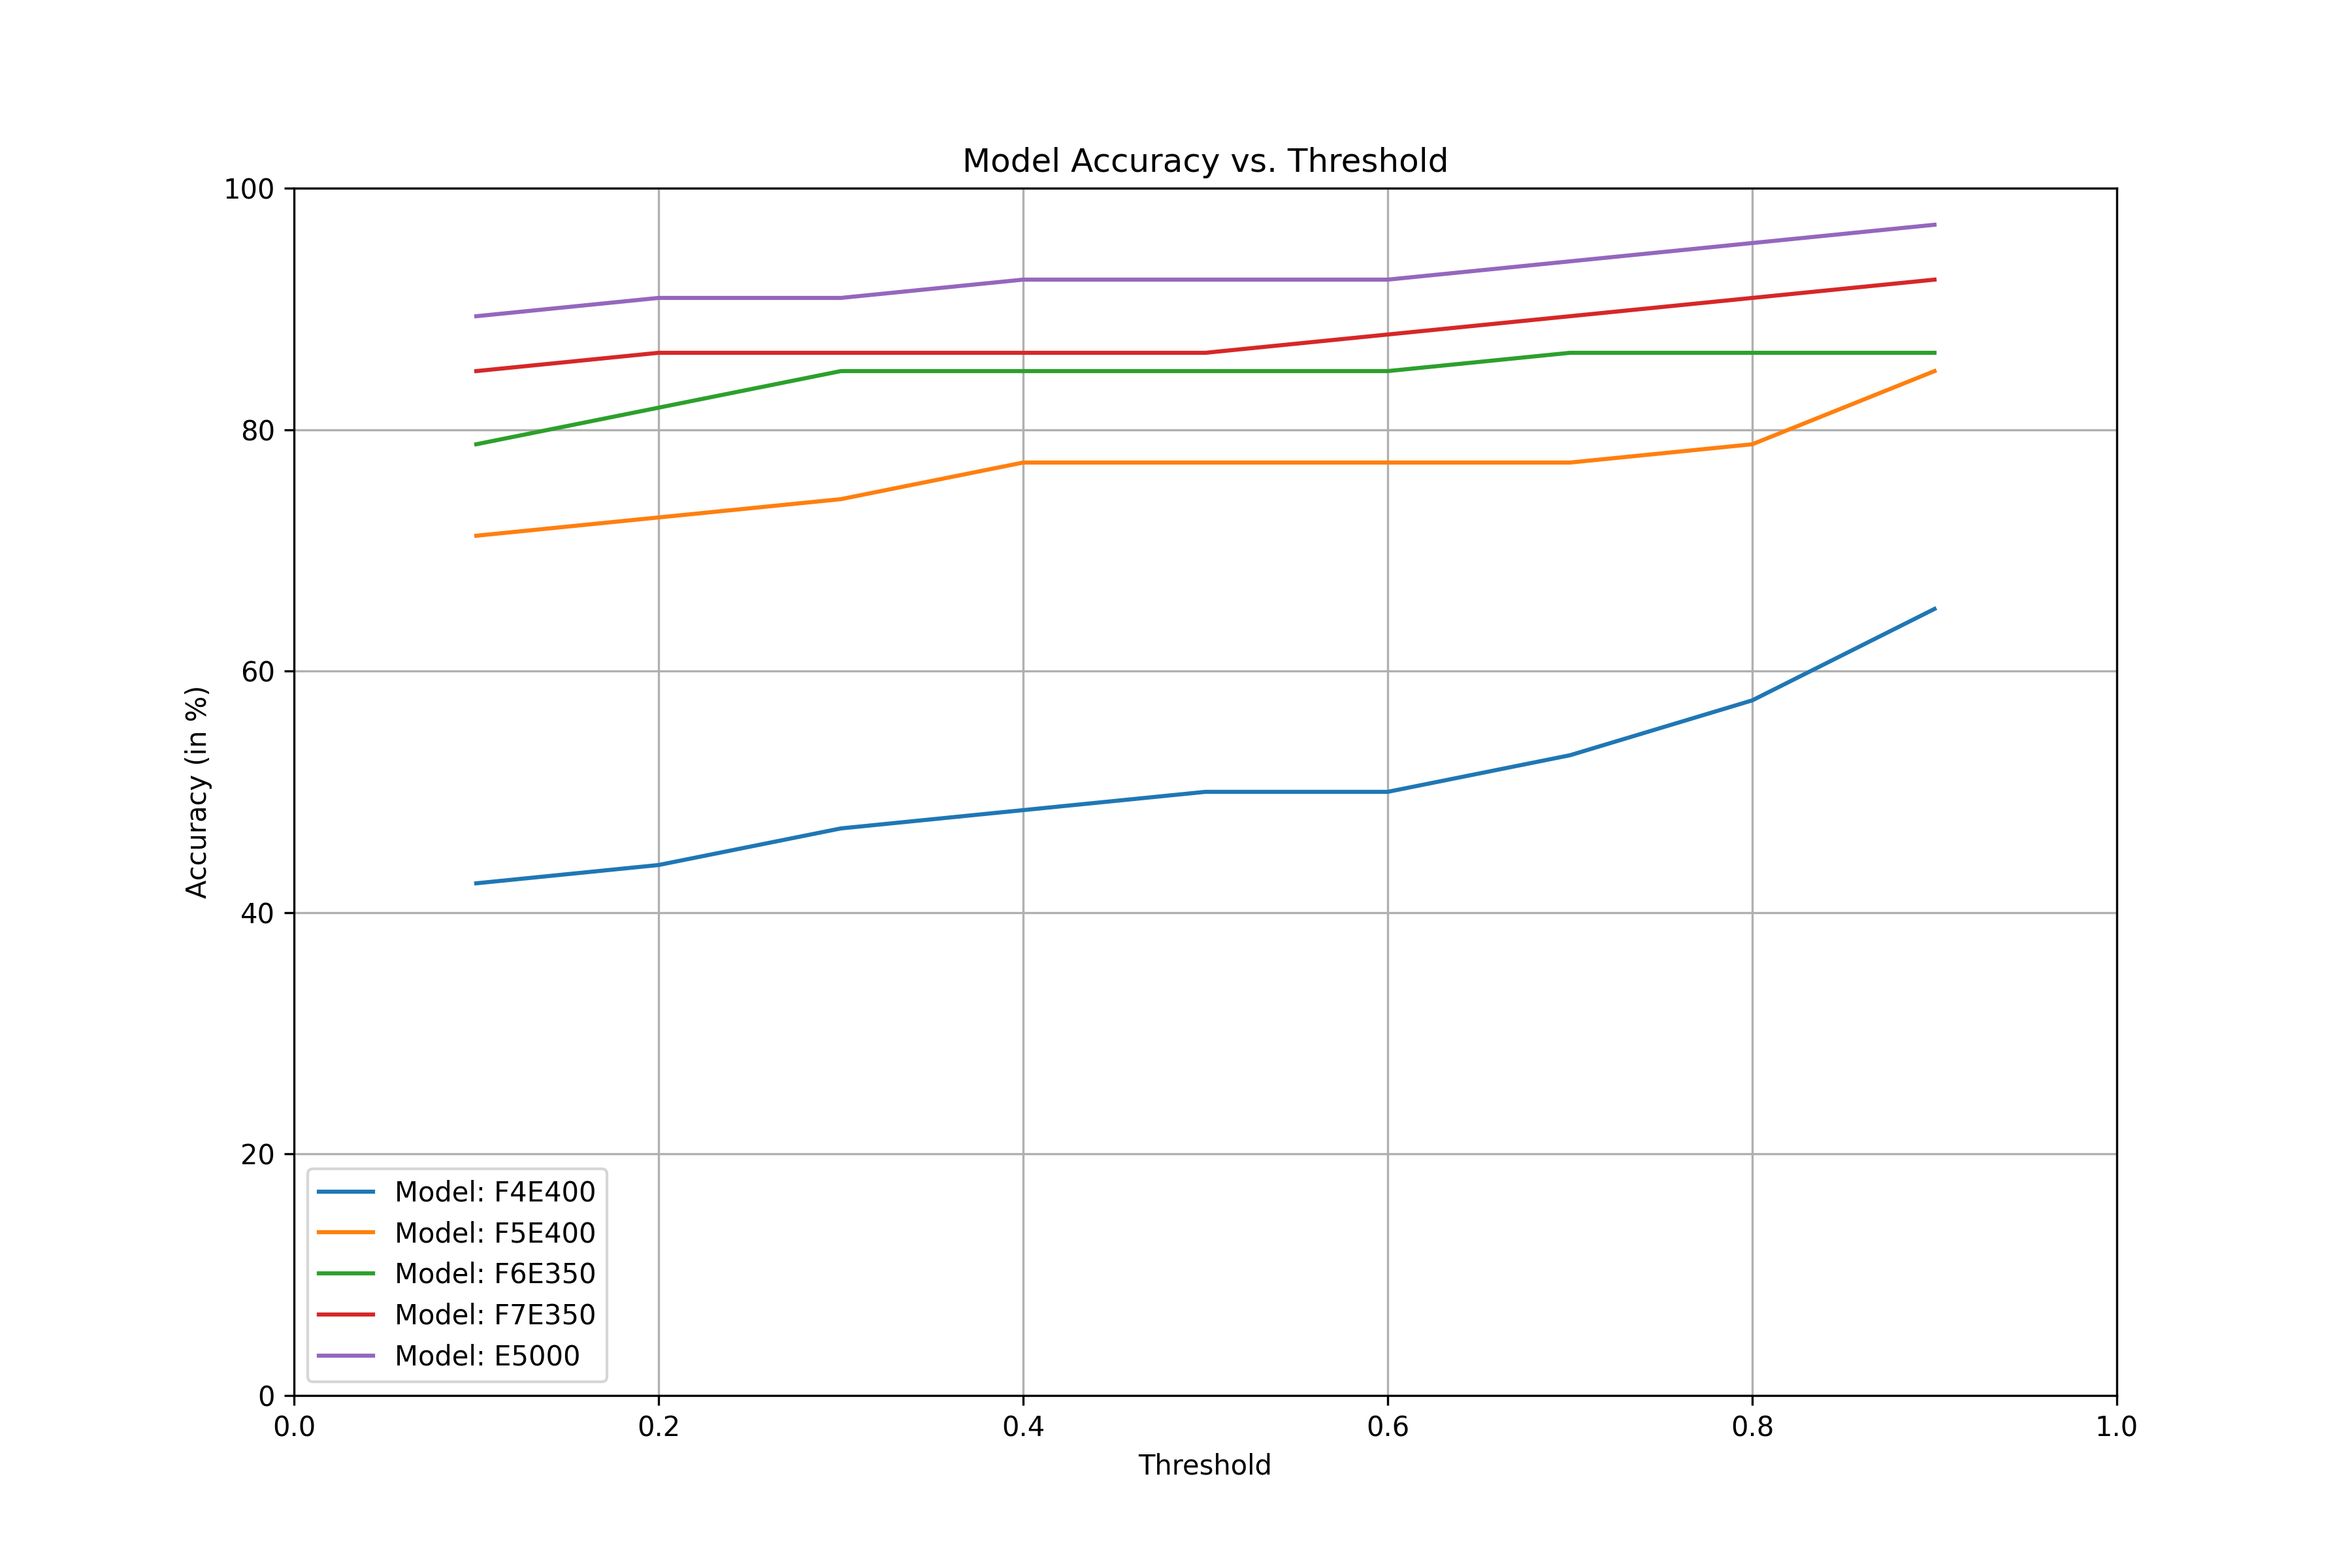 Model Accuracy vs. Threshold
100
80
60
40
20
0
Accuracy (in %)
Model: F4E400
Model: F5E400
Model: F6E350
Model: F7E350
Model: E5000
0.0 0.2 0.4 0.6 0.8 1.0
Threshold